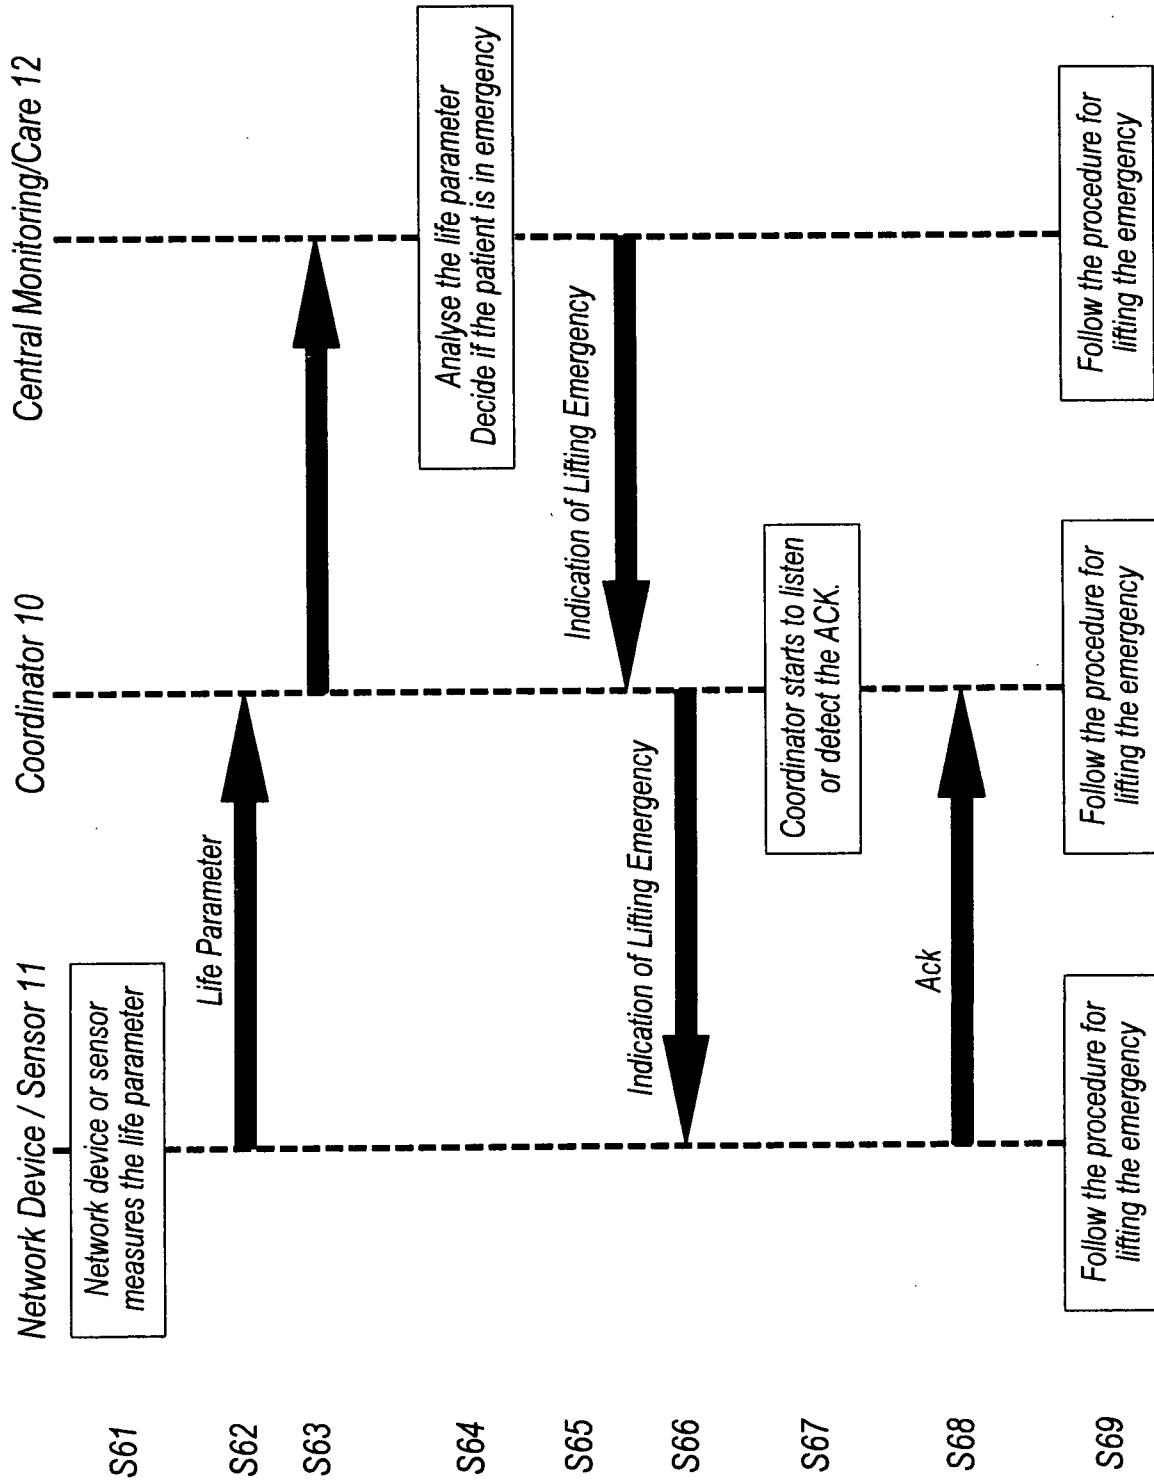 Network Device / Sensor 11
Coordinator 10
Central Monitoring/Care 12
S61
Network device or sensor
measures the life parameter
S62
Life Parameter
S63
S64
Analyse the life parameter
Decide if the patient is in emergency
S65
Indication of Lifting Emergency
S66
Indication of Lifting Emergency
S67
Coordinator starts to listen
or detect the ACK.
S68
Ack
S69
Follow the procedure for
lifting the emergency
Follow the procedure for
lifting the emergency
Follow the procedure for
lifting the emergency